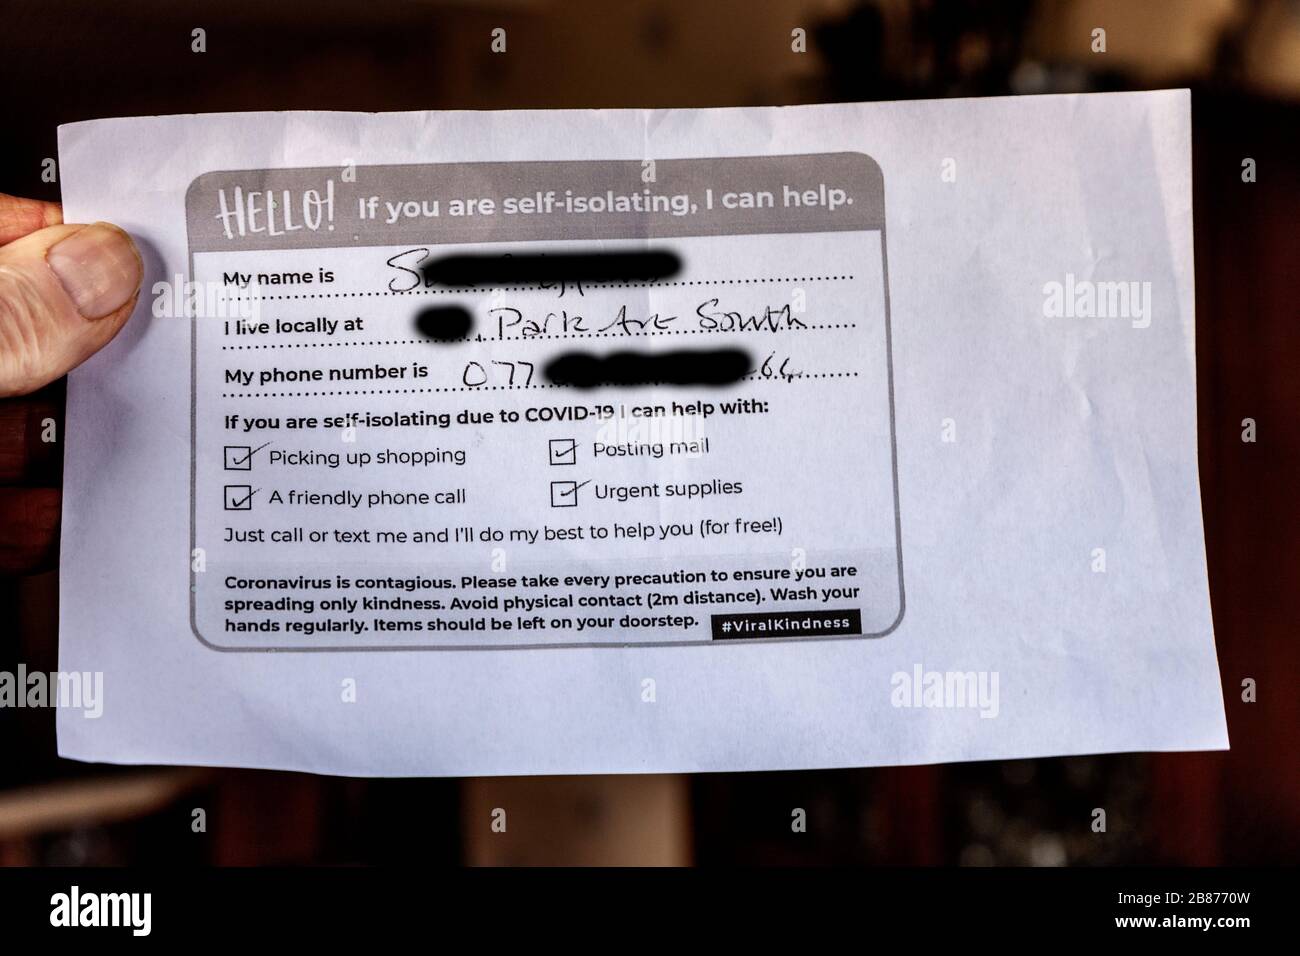 HELLO! If you are self-isolating, I can help.
My name is S
I live locally at , Park Ave South
My phone number is 077 64
If you are self-isolating due to COVID-19 I can help with:
Picking up shopping Posting mail
A friendly phone call Urgent supplies
Just call or text me and I'll do my best to help you (for free!)
Coronavirus is contagious. Please take every precaution to ensure you are
spreading only kindness. Avoid physical contact (2m distance). Wash your
hands regularly. Items should be left on your doorstep. #ViralKindness
alamy
alamy
alamy
a alamy
Image ID: 2B8770W
www.alamy.com